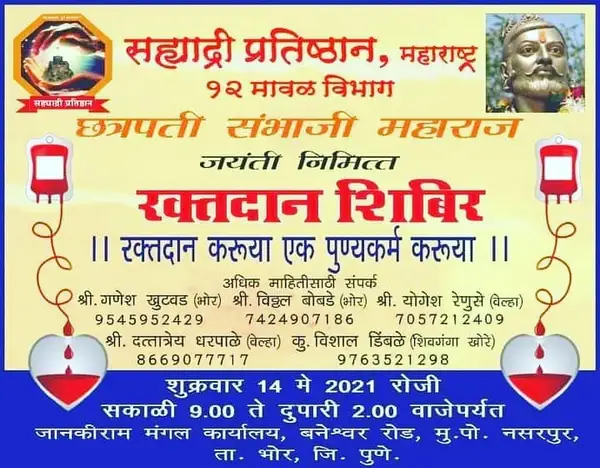 सह्याद्री प्रतिष्ठान
सह्याद्री प्रतिष्ठान, महाराष्ट्र
१२ मावळ विभाग
छत्रपती संभाजी महाराज
जयंती निमित्त
रक्तदान शिबिर
।। रक्तदान करूया एक पुण्यकर्म करूया ।।
अधिक माहितीसाठी संपर्क
श्री. गणेश खुटवड (भोर) श्री. विठ्ठल बोबडे (भोर) श्री. योगेश रेणुसे (वेल्हा)
9545952429 7424907186 7057212409
श्री. दत्तात्रेय धरपाळे (वेल्हा) कु. विशाल डिंबळे (शिवगंगा खोरे)
8669077717 9763521298
शुक्रवार 14 मे 2021 रोजी
सकाळी 9.00 ते दुपारी 2.00 वाजेपर्यंत
जानकीराम मंगल कार्यालय, बनेश्वर रोड, मु.पो. नसरपुर,
ता. भोर, जि. पुणे.